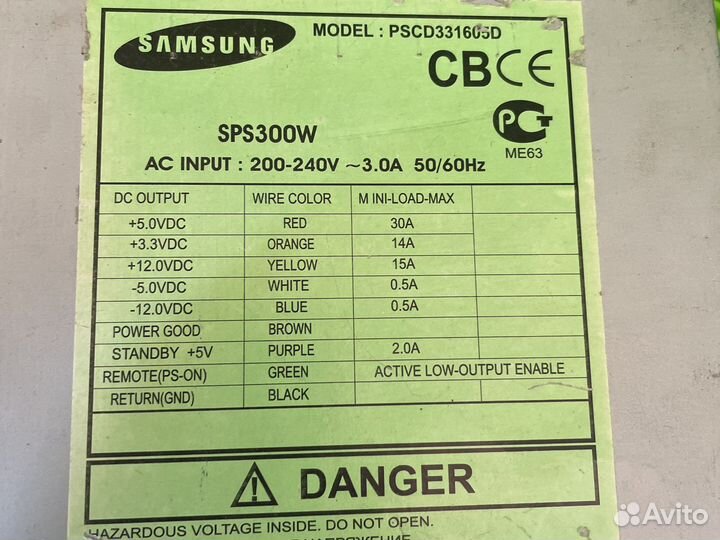 SAMSUNG
MODEL : PSCD331605D
CB CE
PCT
ME63
SPS300W
AC INPUT : 200-240V ~3.0A 50/60Hz
DC OUTPUT WIRE COLOR M INI-LOAD-MAX
+5.0VDC RED 30A
+3.3VDC ORANGE 14A
+12.0VDC YELLOW 15A
-5.0VDC WHITE 0.5A
-12.0VDC BLUE 0.5A
POWER GOOD BROWN
STANDBY +5V PURPLE 2.0A
REMOTE(PS-ON) GREEN ACTIVE LOW-OUTPUT ENABLE
RETURN(GND) BLACK
DANGER
HAZARDOUS VOLTAGE INSIDE. DO NOT OPEN.
Avito